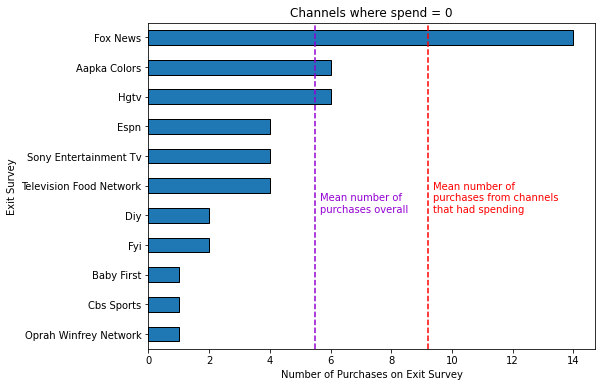 Channels where spend = 0
Exit Survey
Fox News
Aapka Colors
Hgtv
Espn
Sony Entertainment Tv
Television Food Network
Diy
Fyi
Baby First
Cbs Sports
Oprah Winfrey Network
Mean number of
purchases overall
Mean number of
purchases from channels
that had spending
0 2 4 6 8 10 12 14
Number of Purchases on Exit Survey